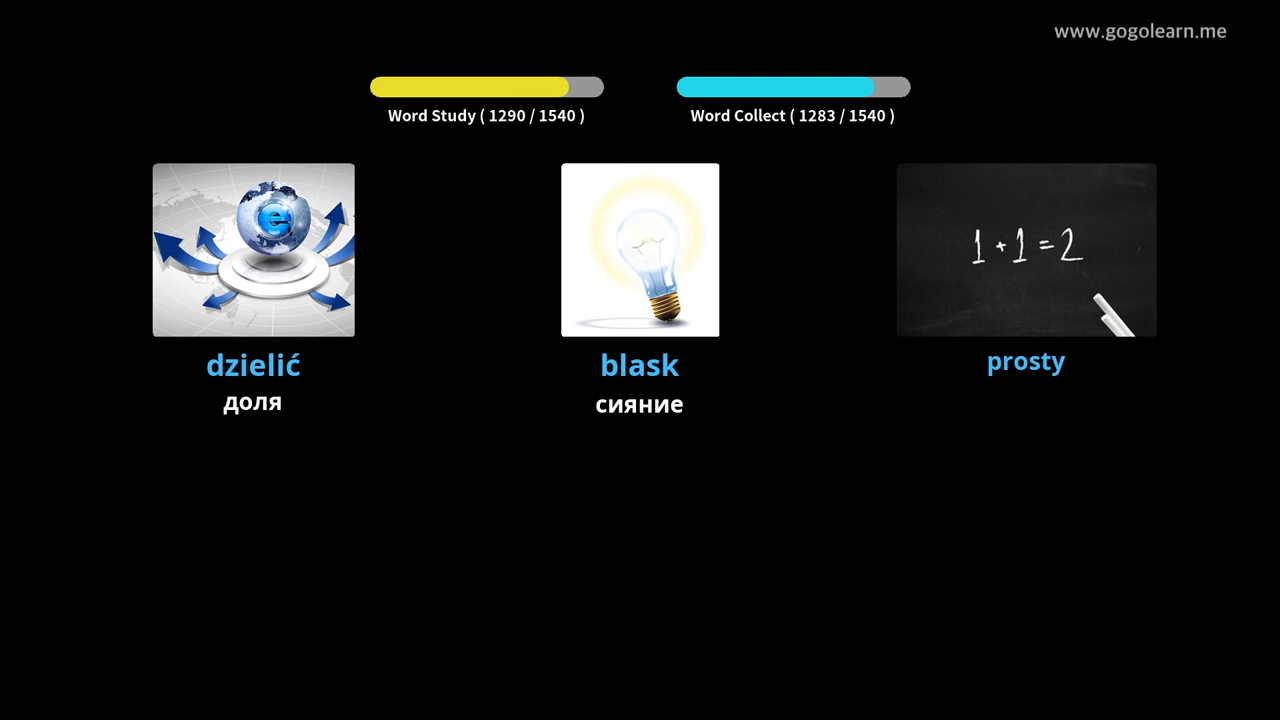 www.gogolearn.me
Word Study ( 1290 / 1540 )
Word Collect ( 1283 / 1540 )
e
1 + 1 = 2
dzielić
blask
prosty
доля
сияние